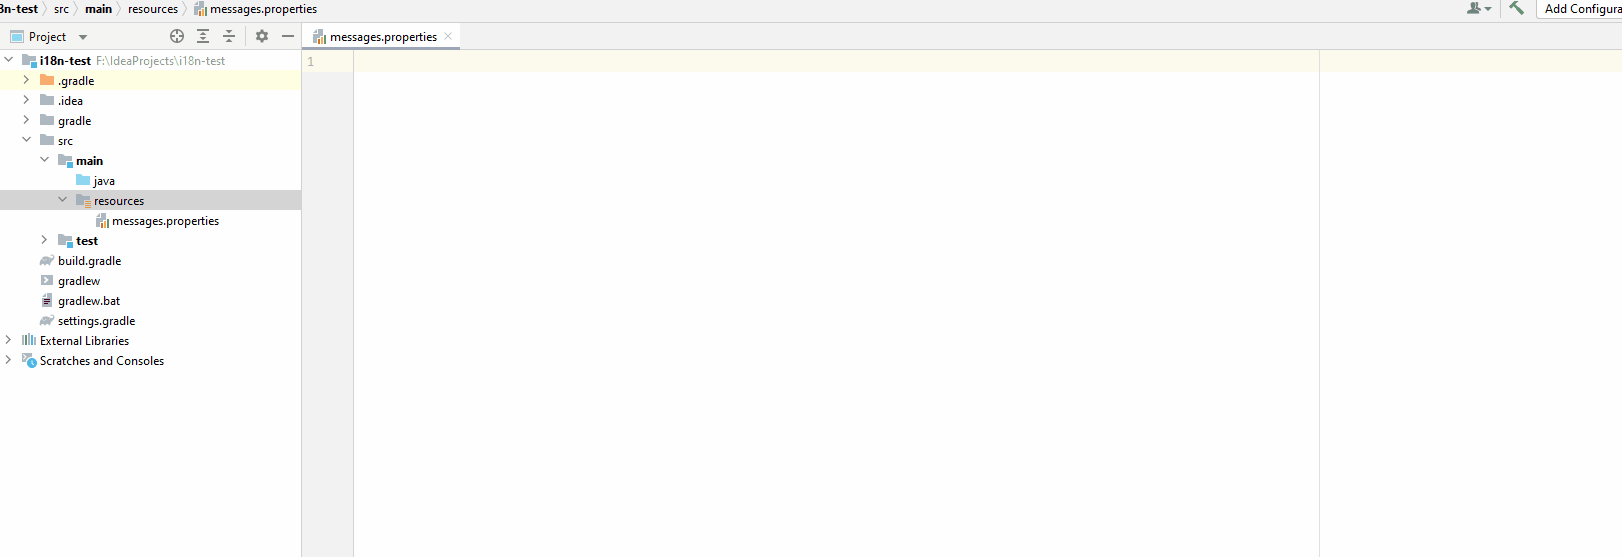 8n-test src main resources messages.properties Add Configura
Project messages.properties
i18n-test F:\IdeaProjects\i18n-test 1
.gradle
.idea
gradle
src
main
java
resources
messages.properties
test
build.gradle
gradlew
gradlew.bat
settings.gradle
External Libraries
Scratches and Consoles